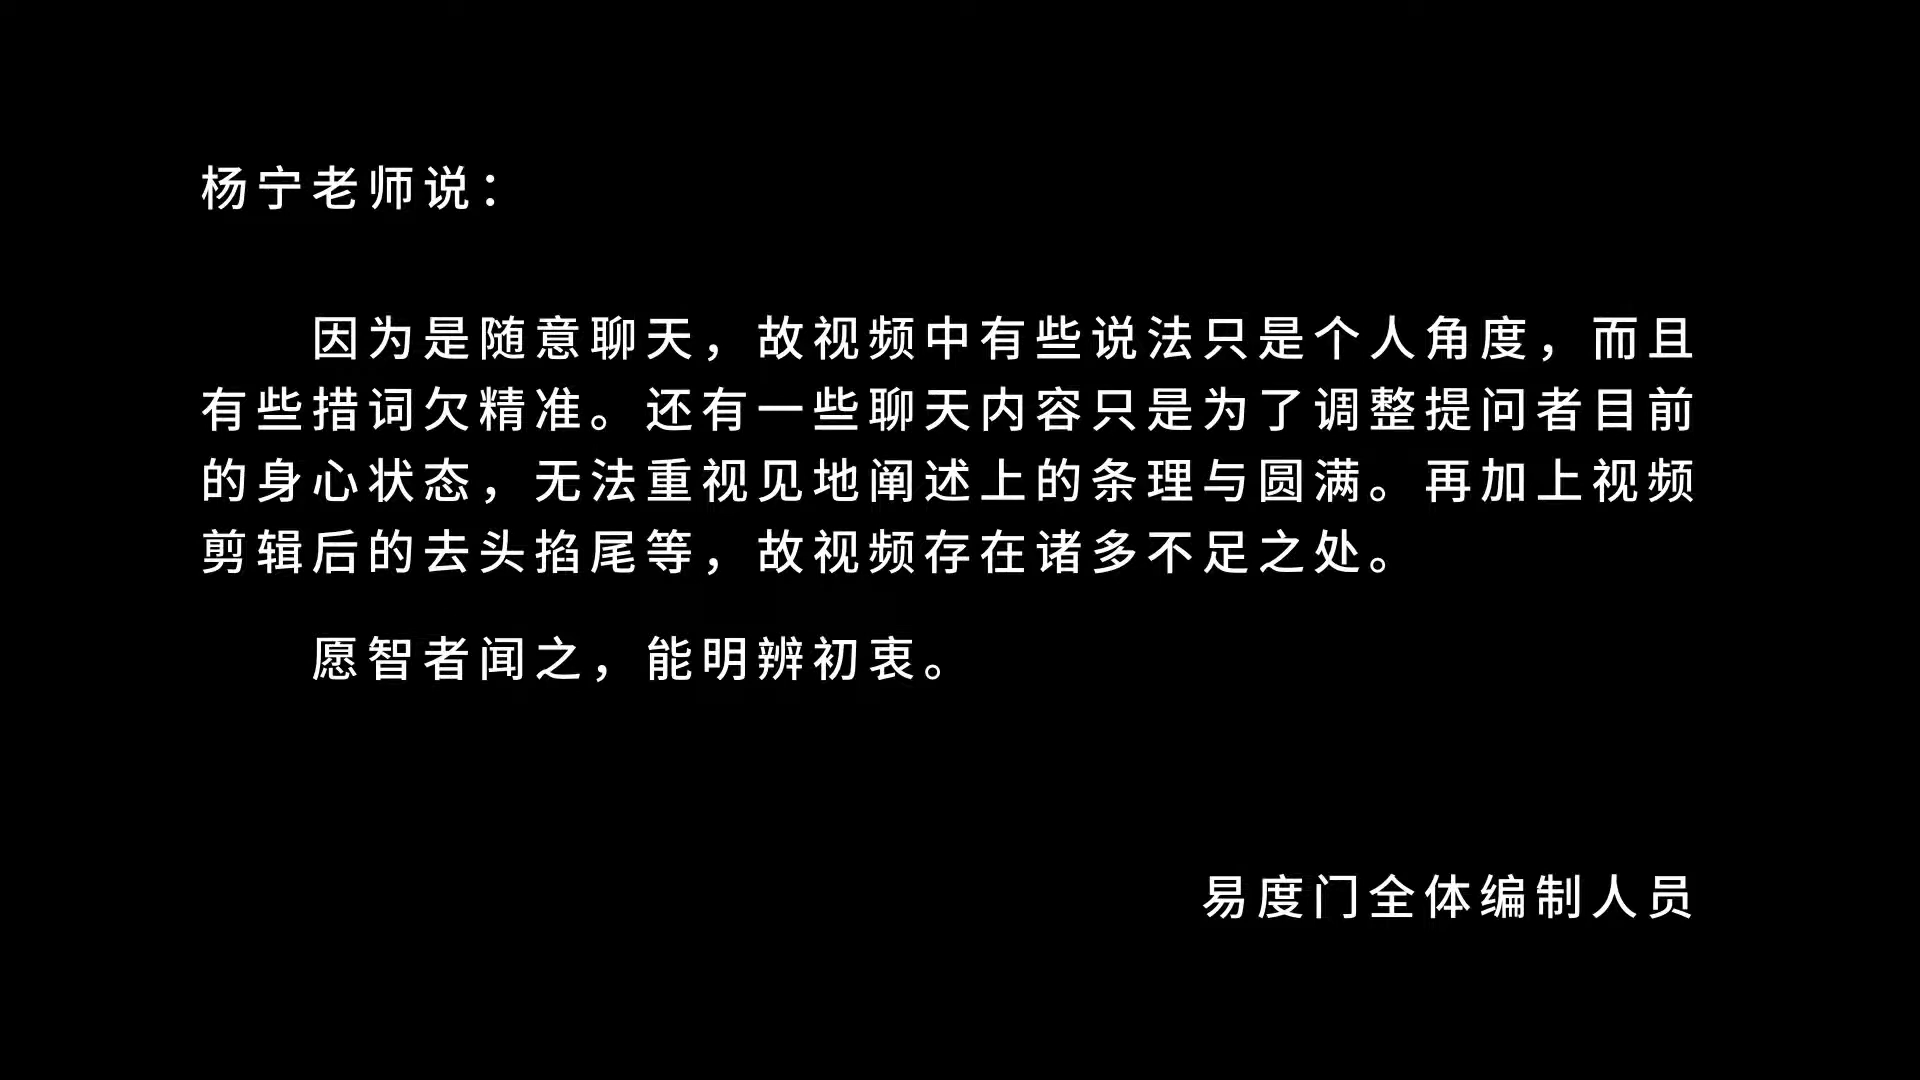 杨宁老师说：
因为是随意聊天，故视频中有些说法只是个人角度，而且
有些措词欠精准。还有一些聊天内容只是为了调整提问者目前
的身心状态，无法重视见地阐述上的条理与圆满。再加上视频
剪辑后的去头掐尾等，故视频存在诸多不足之处。
愿智者闻之，能明辨初衷。
易度门全体编制人员